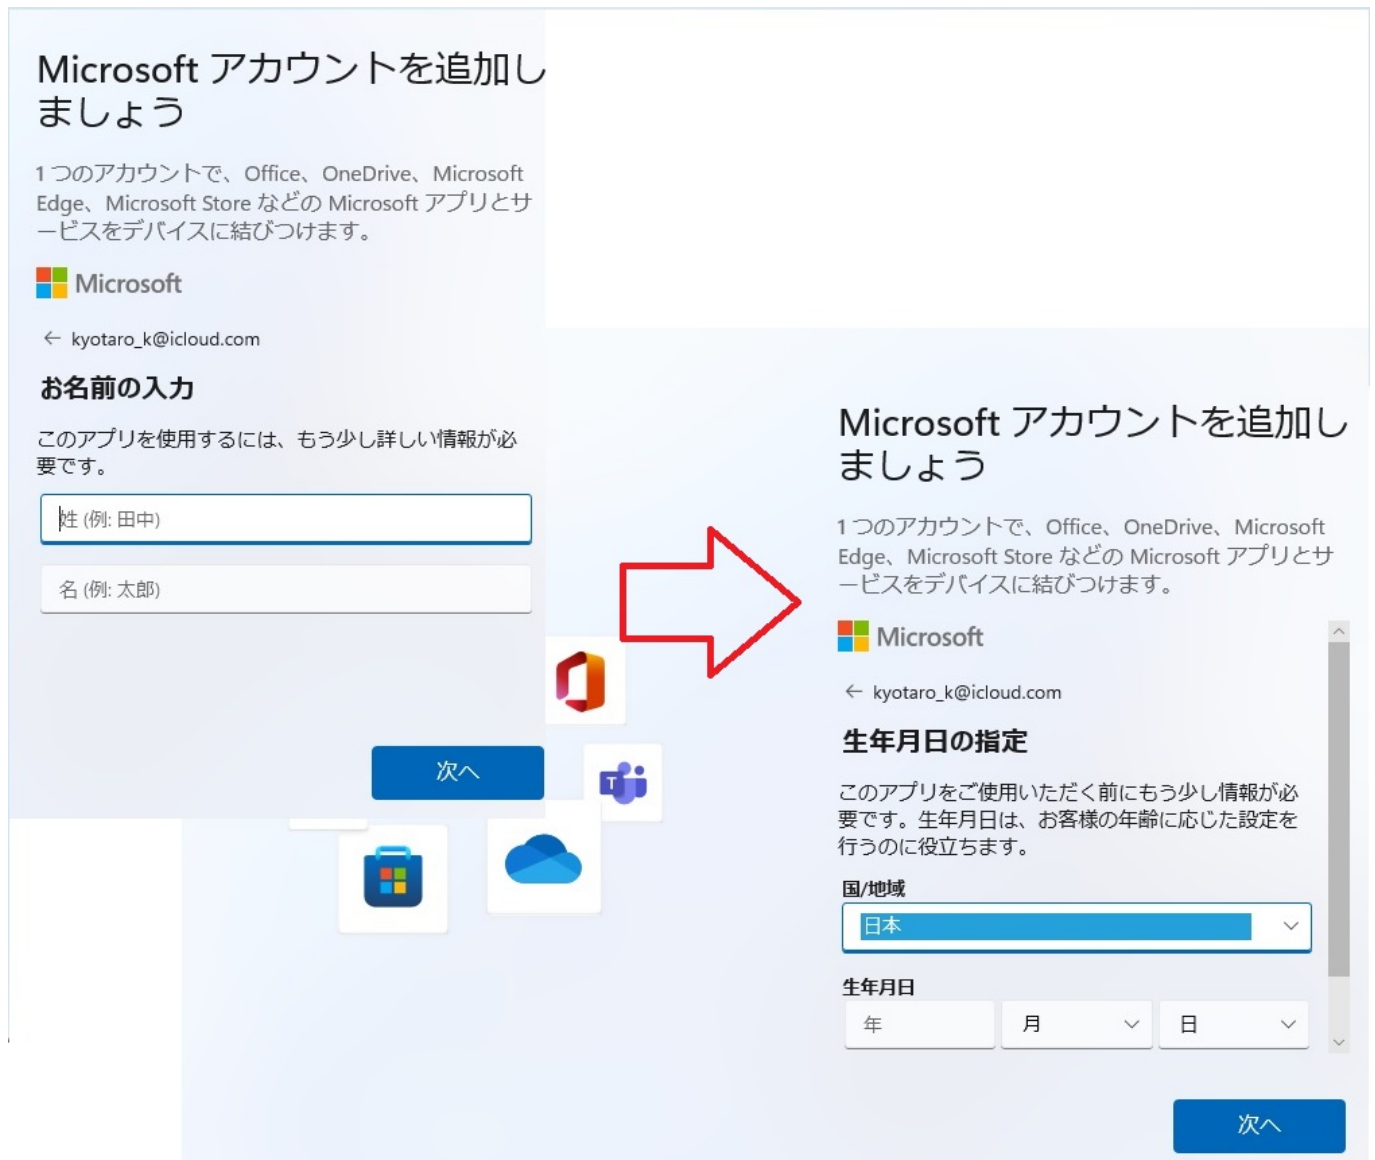 Microsoft アカウントを追加し
ましょう
1 つのアカウントで、Office、OneDrive、Microsoft
Edge、Microsoft Store などの Microsoft アプリとサ
ービスをデバイスに結びつけます。
Microsoft
← kyotaro_k@icloud.com
お名前の入力
このアプリを使用するには、もう少し詳しい情報が必
要です。
姓 (例: 田中)
名 (例: 太郎)
次へ
T
Microsoft アカウントを追加し
ましょう
1 つのアカウントで、Office、OneDrive、Microsoft
Edge、Microsoft Store などの Microsoft アプリとサ
ービスをデバイスに結びつけます。
Microsoft
← kyotaro_k@icloud.com
生年月日の指定
このアプリをご使用いただく前にもう少し情報が必
要です。生年月日は、お客様の年齢に応じた設定を
行うのに役立ちます。
国/地域
日本
生年月日
年 月 日
次へ